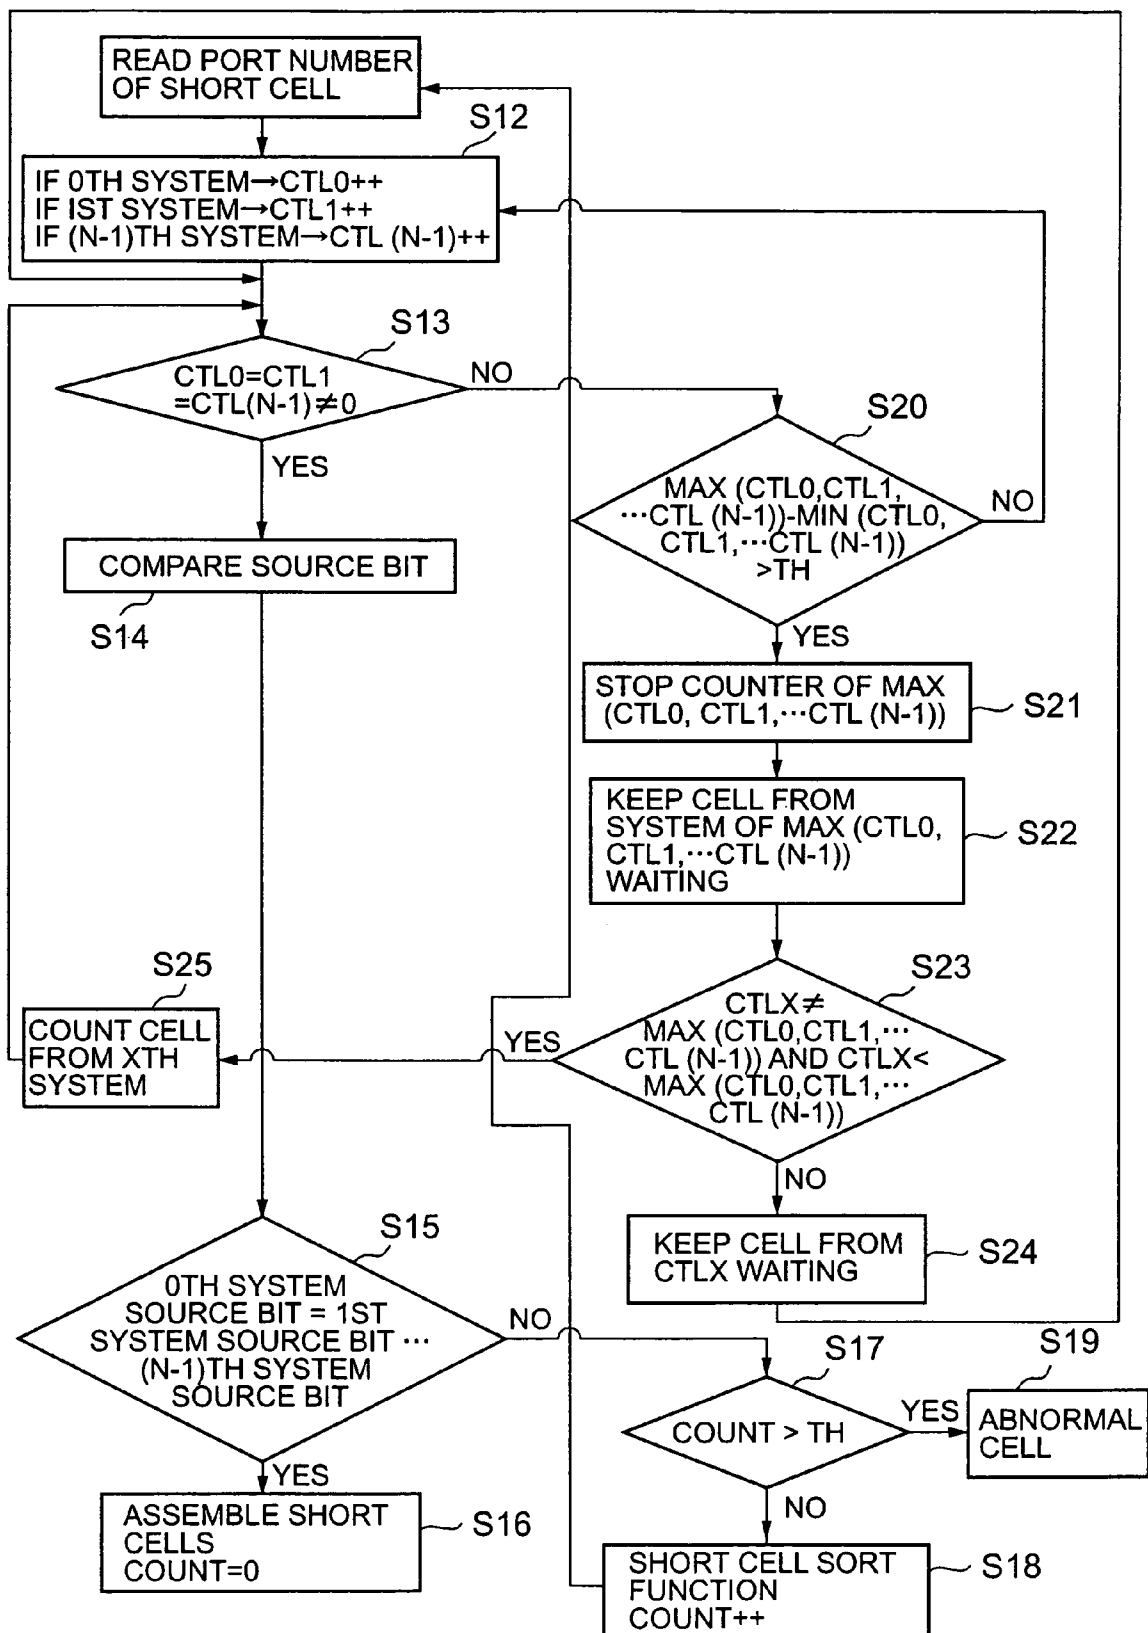 READ PORT NUMBER
OF SHORT CELL
S12
IF 0TH SYSTEM→CTL0++
IF IST SYSTEM→CTL1++
IF (N-1)TH SYSTEM→CTL (N-1)++
S13
CTL0=CTL1
=CTL(N-1)≠0
NO
YES
S20
MAX (CTL0,CTL1,
···CTL (N-1))-MIN (CTL0,
CTL1,···CTL (N-1))
>TH
NO
YES
COMPARE SOURCE BIT
S14
STOP COUNTER OF MAX
(CTL0, CTL1,···CTL (N-1))
S21
KEEP CELL FROM
SYSTEM OF MAX (CTL0,
CTL1,···CTL (N-1))
WAITING
S22
S25
COUNT CELL
FROM XTH
SYSTEM
YES
S23
CTLX≠
MAX (CTL0,CTL1,···
CTL (N-1)) AND CTLX<
MAX (CTL0,CTL1,···
CTL (N-1))
NO
KEEP CELL FROM
CTLX WAITING
S24
S15
0TH SYSTEM
SOURCE BIT = 1ST
SYSTEM SOURCE BIT ···
(N-1)TH SYSTEM
SOURCE BIT
NO
YES
S17
COUNT > TH
YES
NO
S19
ABNORMAL
CELL
ASSEMBLE SHORT
CELLS
COUNT=0
S16
SHORT CELL SORT
FUNCTION
COUNT++
S18